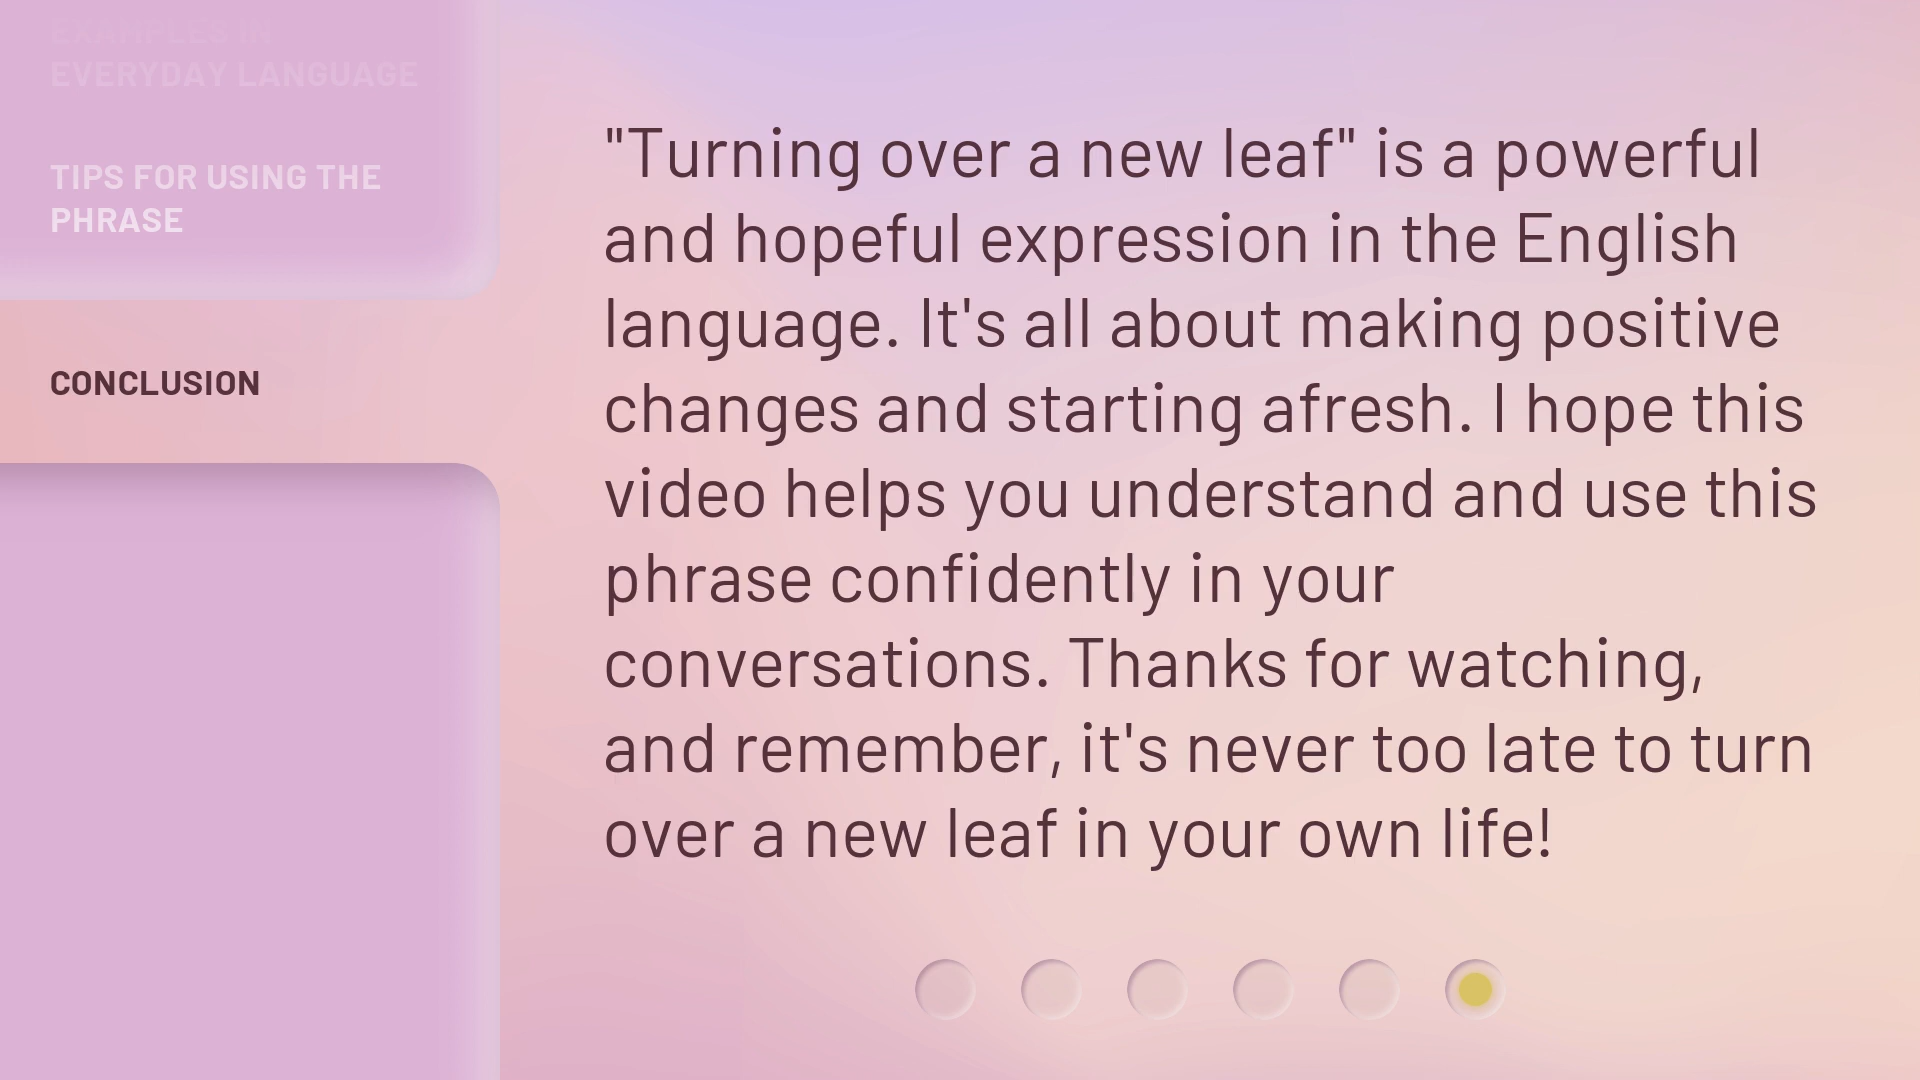 EXAMPLES IN
EVERYDAY LANGUAGE
TIPS FOR USING THE
PHRASE
CONCLUSION
"Turning over a new leaf" is a powerful
and hopeful expression in the English
language. It's all about making positive
changes and starting afresh. I hope this
video helps you understand and use this
phrase confidently in your
conversations. Thanks for watching,
and remember, it's never too late to turn
over a new leaf in your own life!